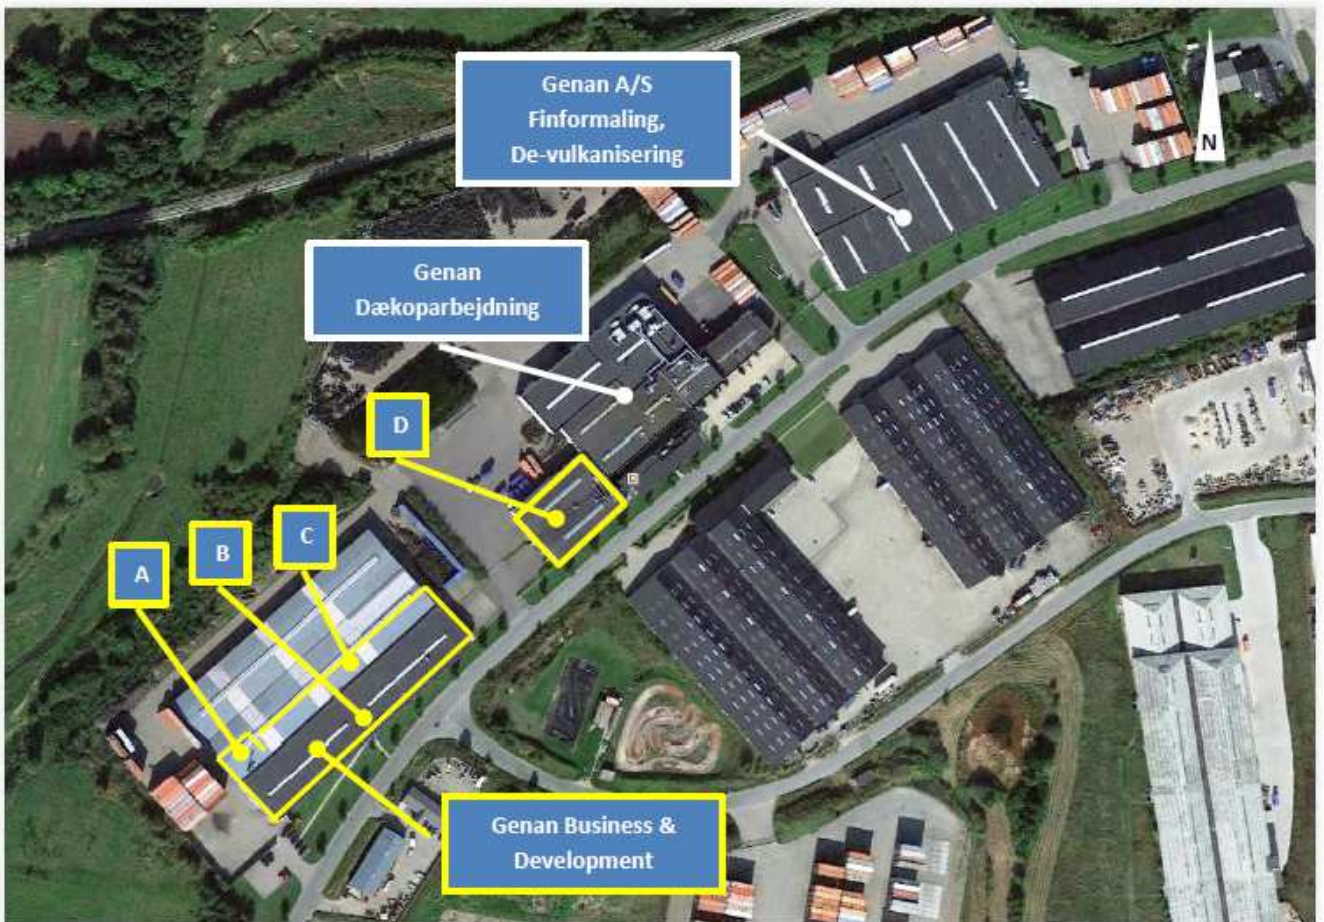 Genan A/S
Finformaling,
De-vulkanisering
N
Genan
Dækoparbejdning
D
C
B
A
Genan Business &
Development